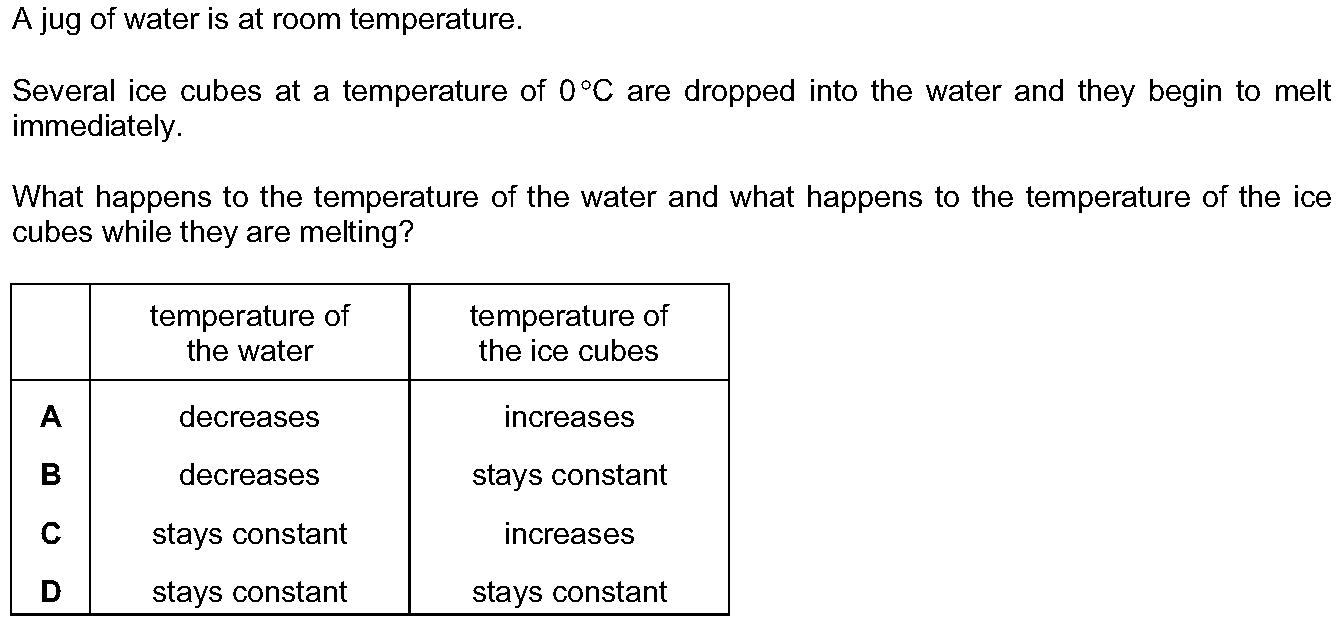 A jug of water is at room temperature.
Several ice cubes at a temperature of 0 °C are dropped into the water and they begin to melt
immediately.
What happens to the temperature of the water and what happens to the temperature of the ice
cubes while they are melting?
temperature of the water temperature of the ice cubes
A decreases increases
B decreases stays constant
C stays constant increases
D stays constant stays constant